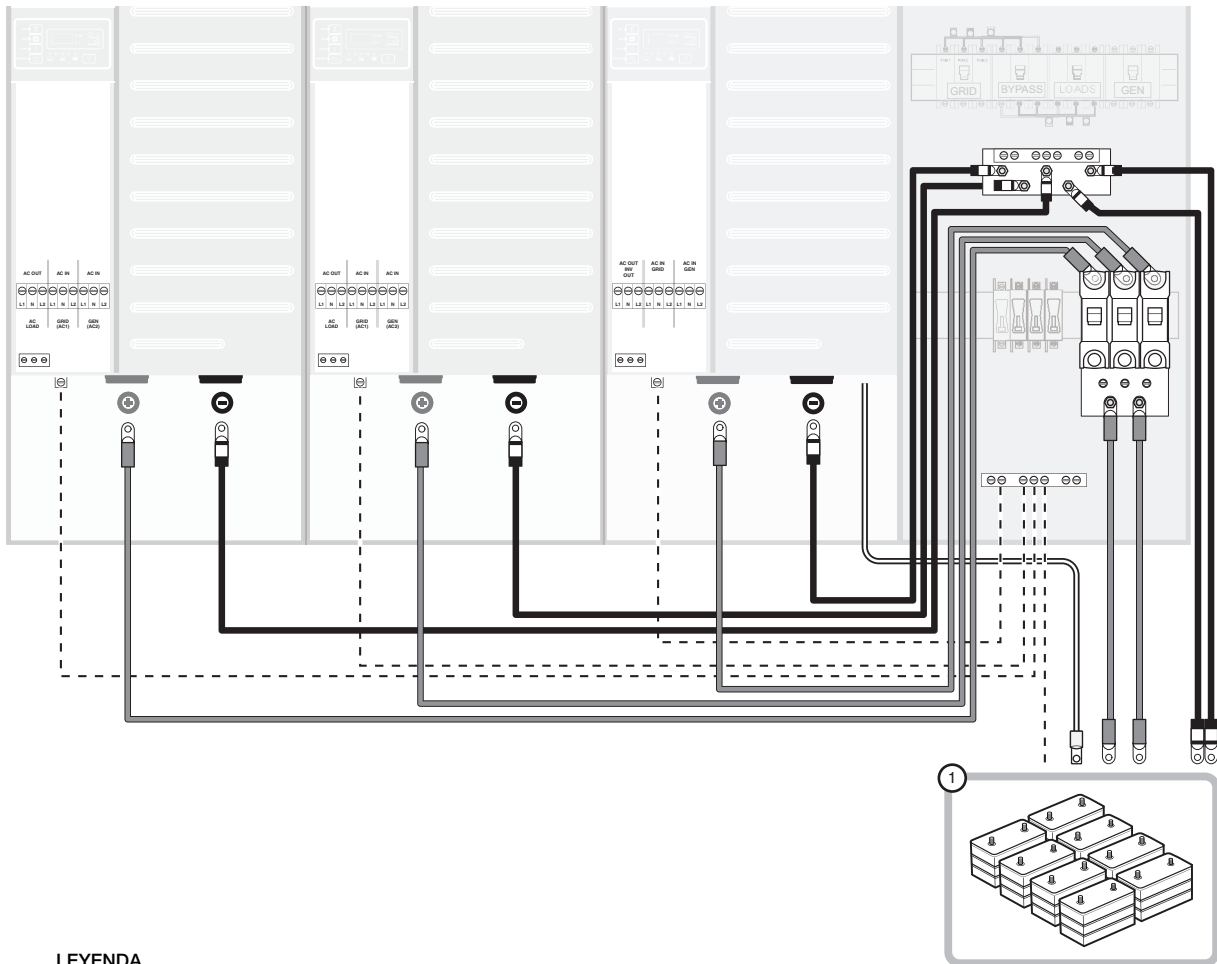 GRID BYPASS LOADS GEN
AC OUT AC IN AC IN
L1 N L2 L1 N L2 L1 N L2
AC LOAD GRID (AC1) GEN (AC2)
AC OUT AC IN AC IN
L1 N L2 L1 N L2 L1 N L2
AC LOAD GRID (AC1) GEN (AC2)
AC OUT INV OUT AC IN GRID AC IN GEN
L1 N L2 L1 N L2 L1 N L2
1
LEYENDA